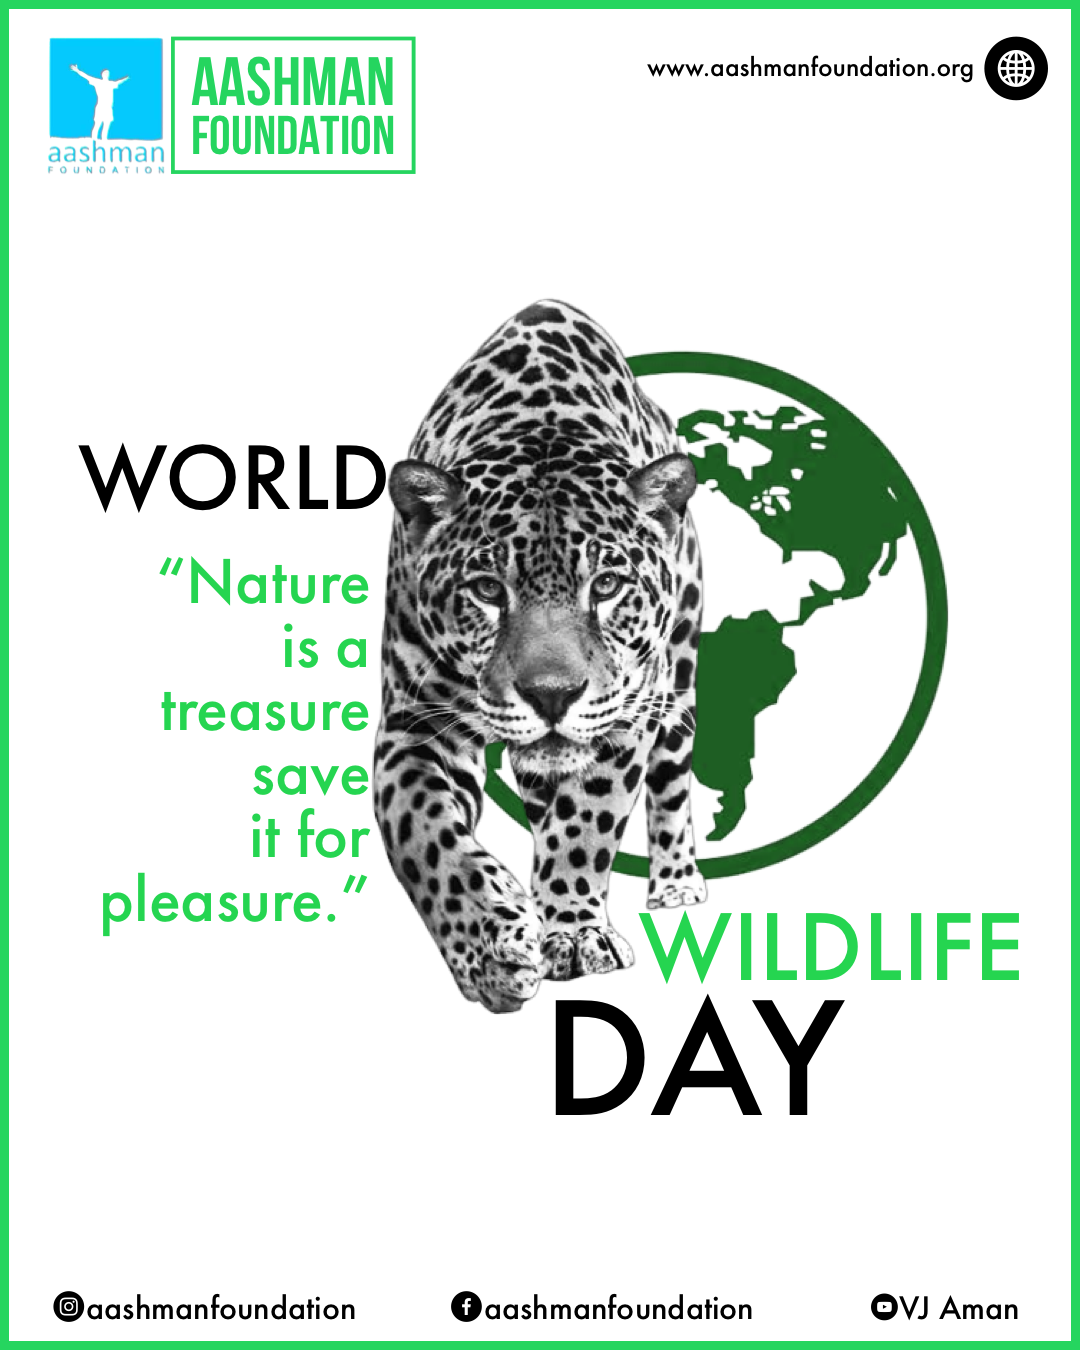 aashman
FOUNDATION
AASHMAN
FOUNDATION
www.aashmanfoundation.org
WORLD
“Nature
is a
treasure
save
it for
pleasure.”
WILDLIFE
DAY
aashmanfoundation
aashmanfoundation
VJ Aman